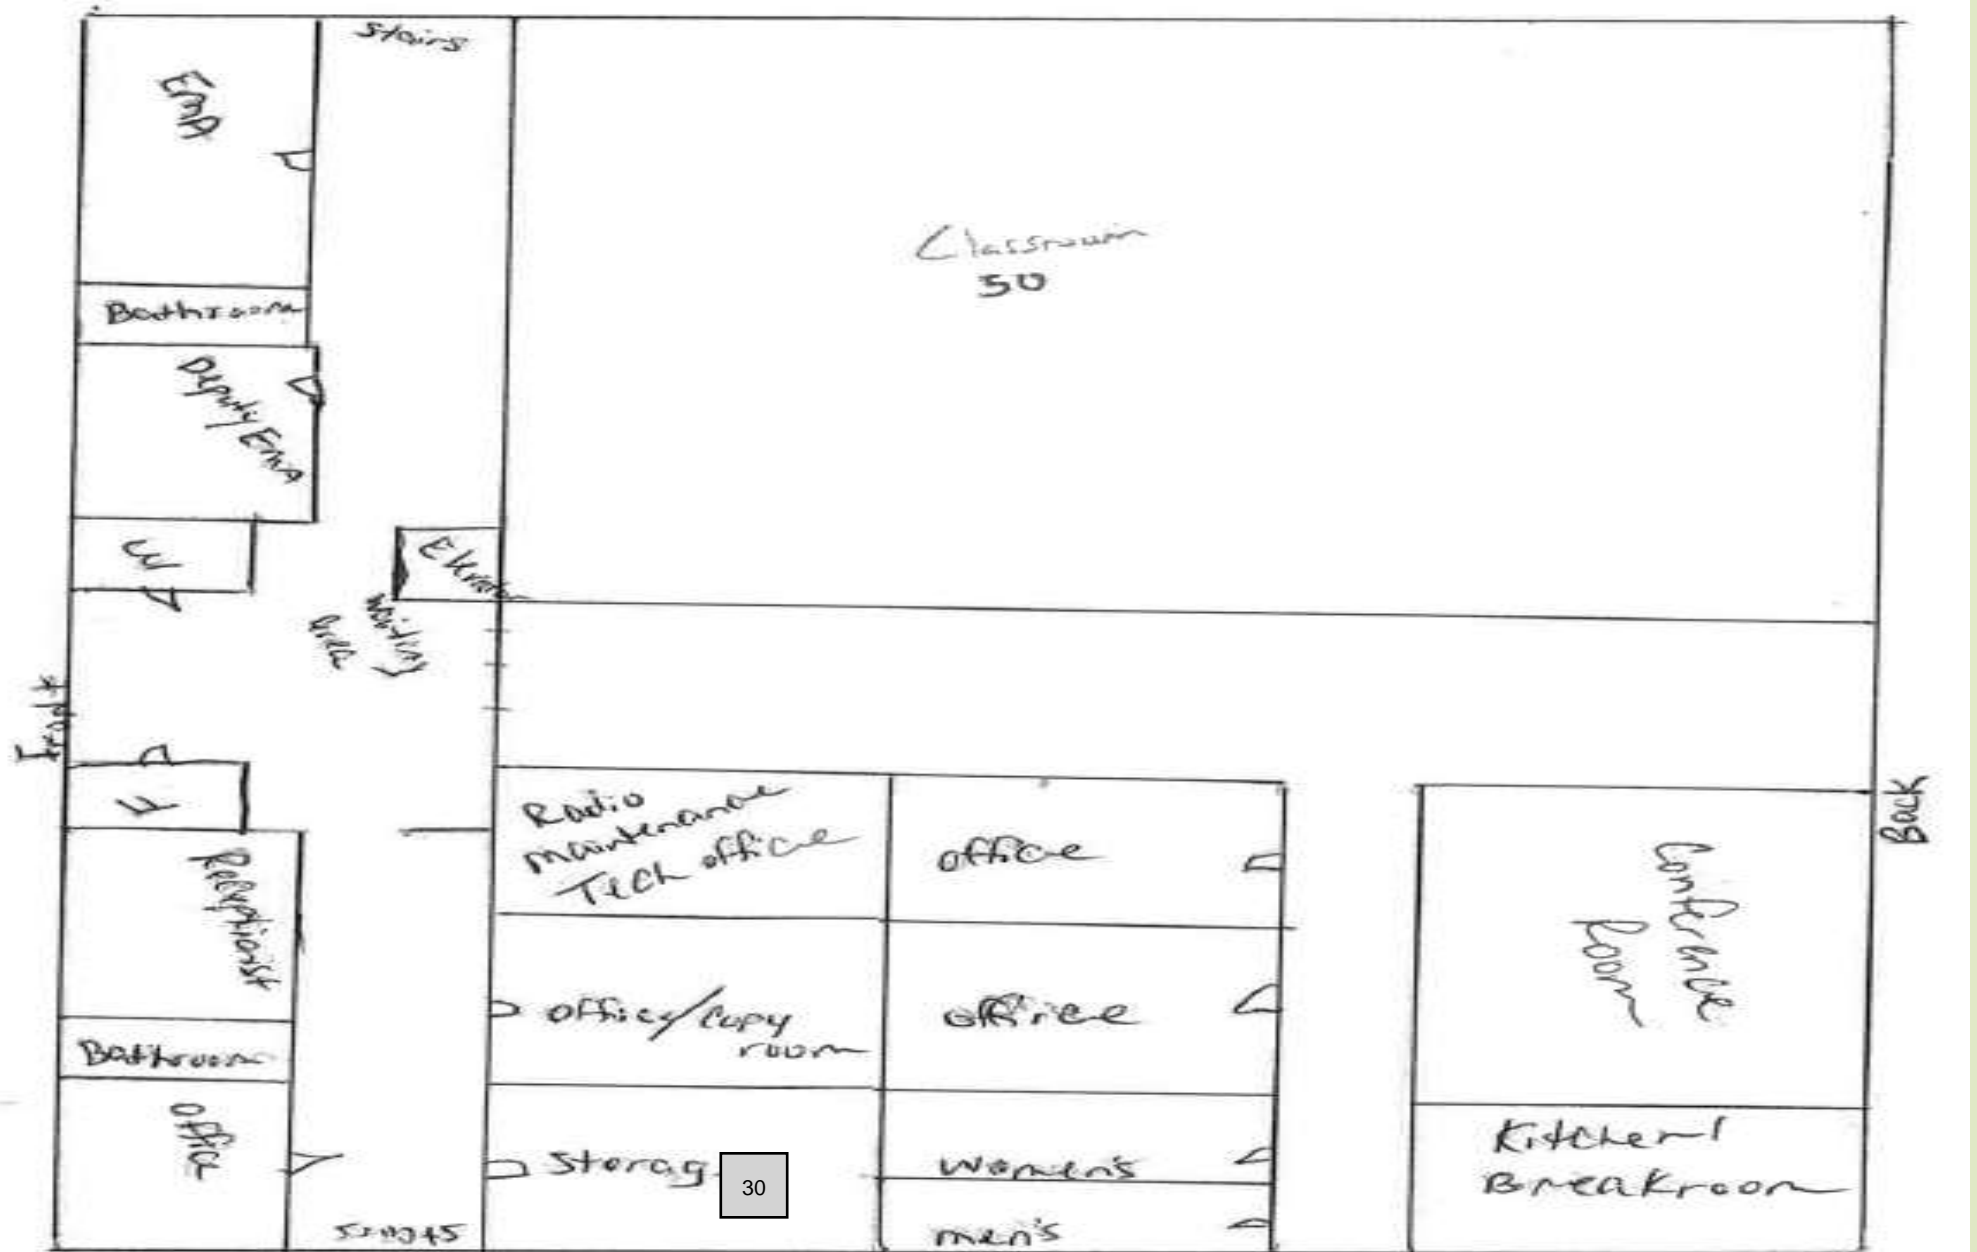 Stairs
EMA
Classroom
50
Bathroom
Deputy EMA
Elevator
Waiting
Area
Front
Radio
Maintenance
Tech office
office
Receptionist
Back
Conference
Room
office/copy
room
office
Bathroom
office
Storag
30
Women's
men's
Kitchen/
Breakroom
Stairs